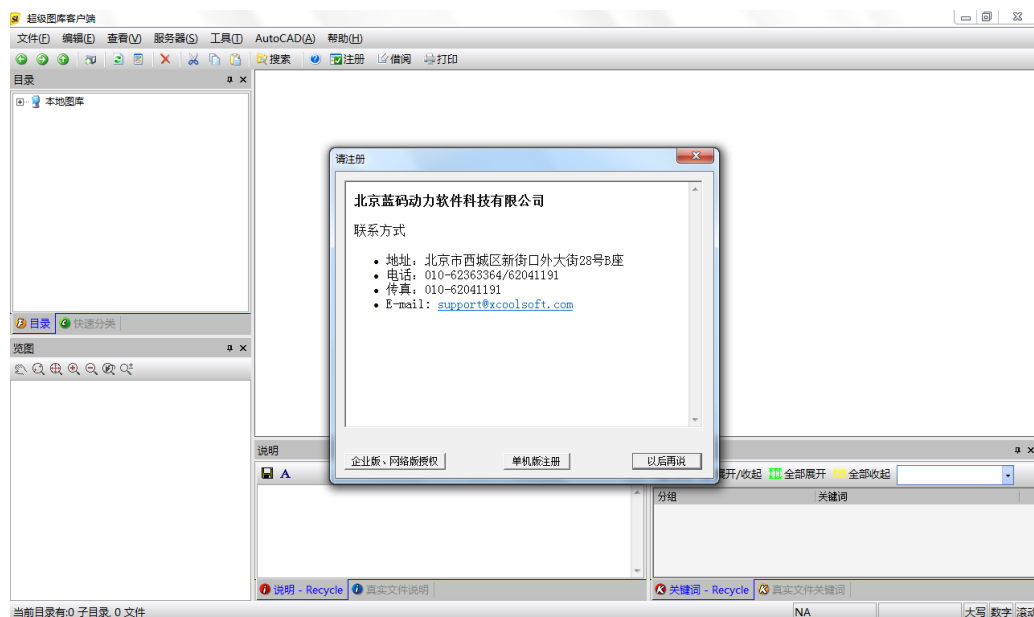 超级图库客户端
文件(F) 编辑(E) 查看(V) 服务器(S) 工具(T) AutoCAD(A) 帮助(H)
搜索 注册 借阅 打印
目录
本地图库
请注册
北京蓝码动力软件科技有限公司
联系方式
地址: 北京市西城区新街口外大街28号B座
电话: 010-62363364/62041191
传真: 010-62041191
E-mail: support@xcoolsoft.com
企业版、网络版授权 单机版注册 以后再说
目录 快速分类
览图
说明
A
展开/收起 全部展开 全部收起
分组 关键词
说明 - Recycle 真实文件说明
关键词 - Recycle 真实文件关键词
当前目录有:0 子目录, 0 文件
NA 大写 数字 滚动